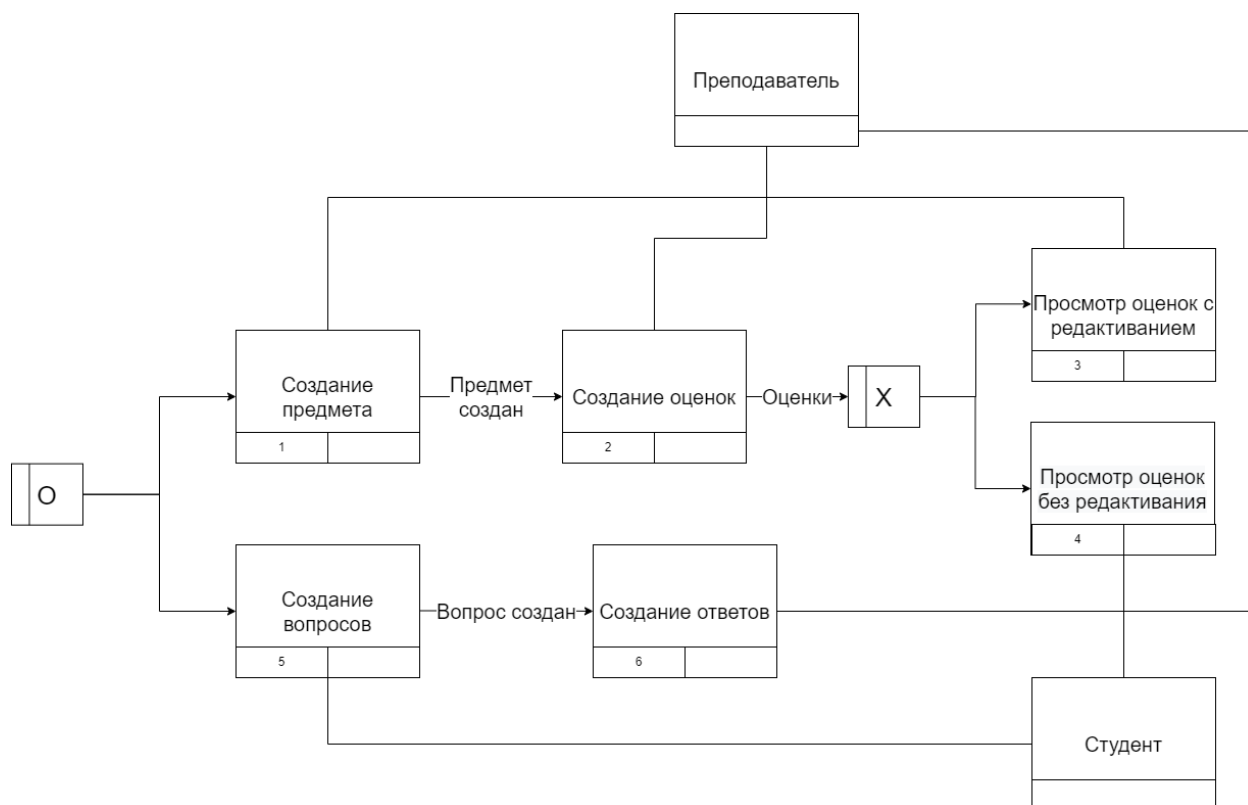 Преподаватель
Просмотр оценок с
редактиванием
3
Создание
предмета
1
Предмет
создан
Создание оценок
2
Оценки
X
Просмотр оценок
без редактивания
4
O
Создание
вопросов
5
Вопрос создан
Создание ответов
6
Студент